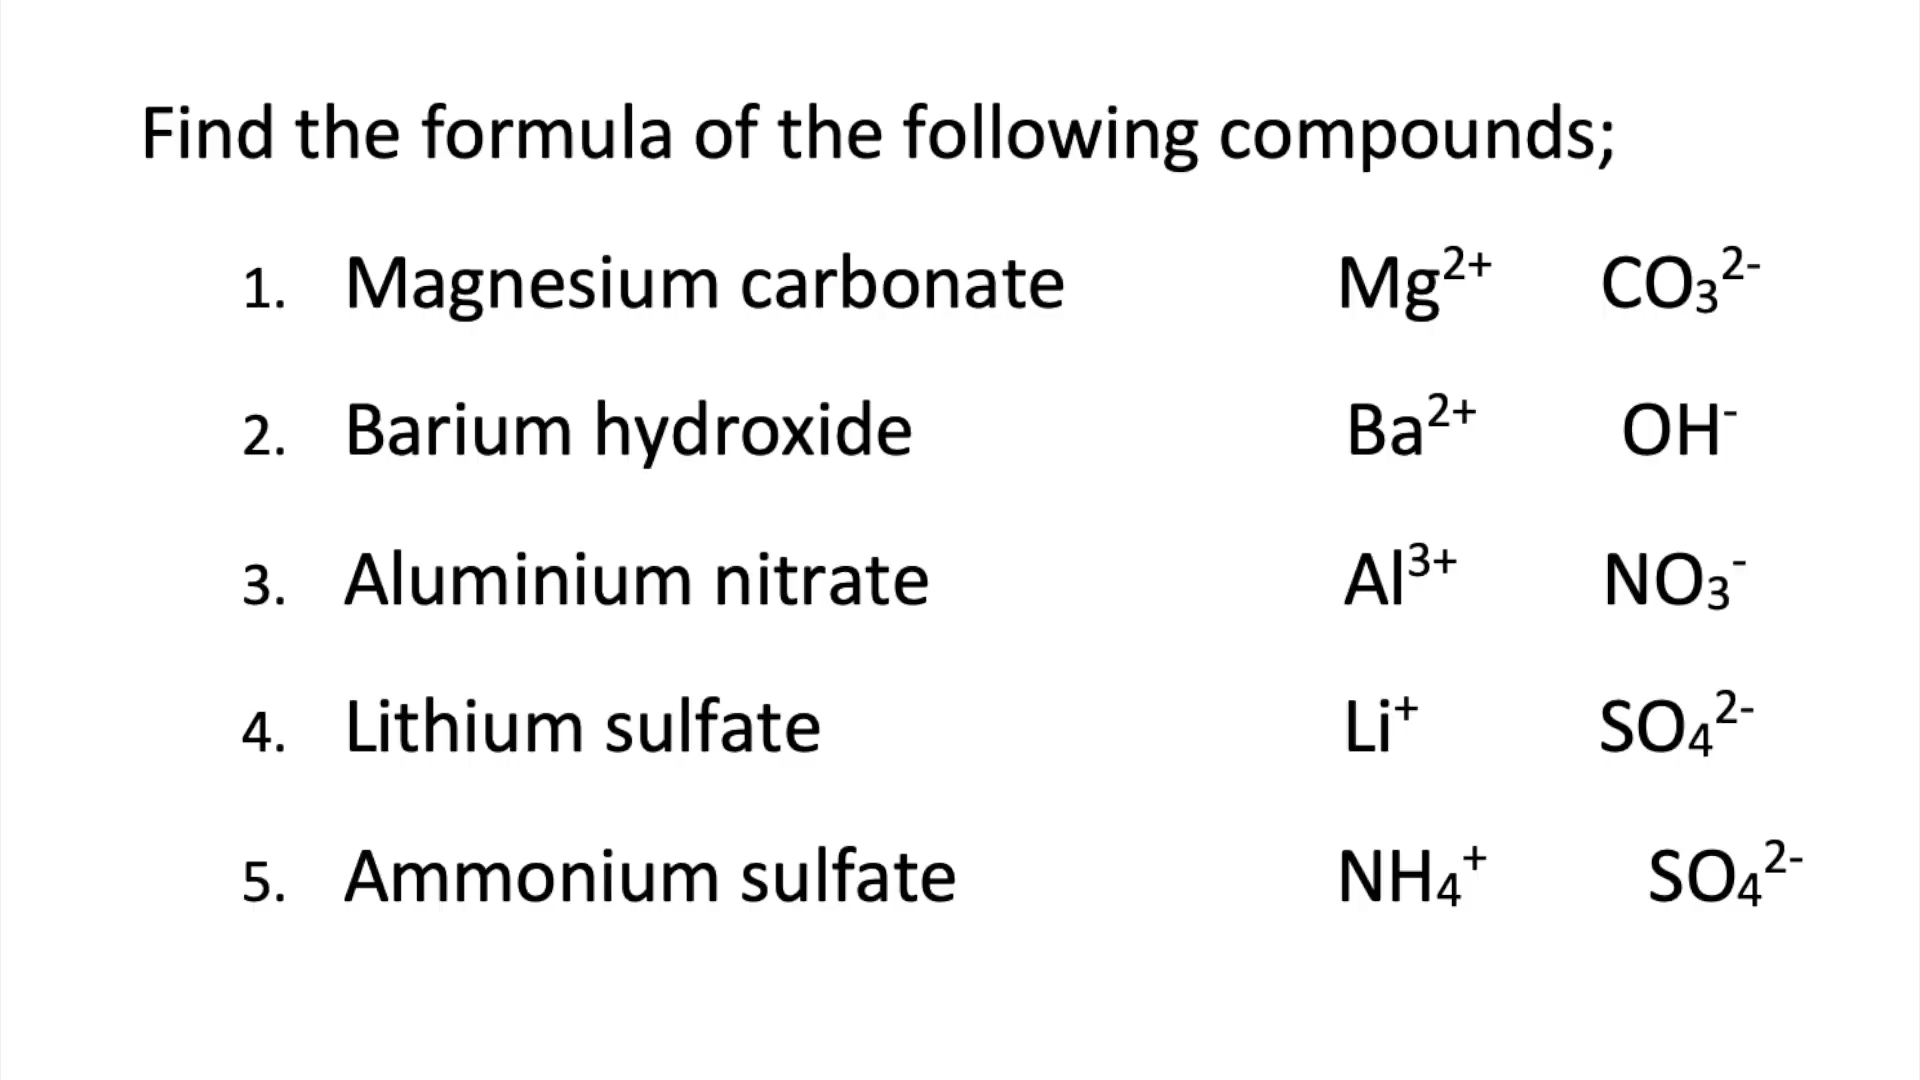 Find the formula of the following compounds;
1. Magnesium carbonate Mg²⁺ CO₃²⁻
2. Barium hydroxide Ba²⁺ OH⁻
3. Aluminium nitrate Al³⁺ NO₃⁻
4. Lithium sulfate Li⁺ SO₄²⁻
5. Ammonium sulfate NH₄⁺ SO₄²⁻